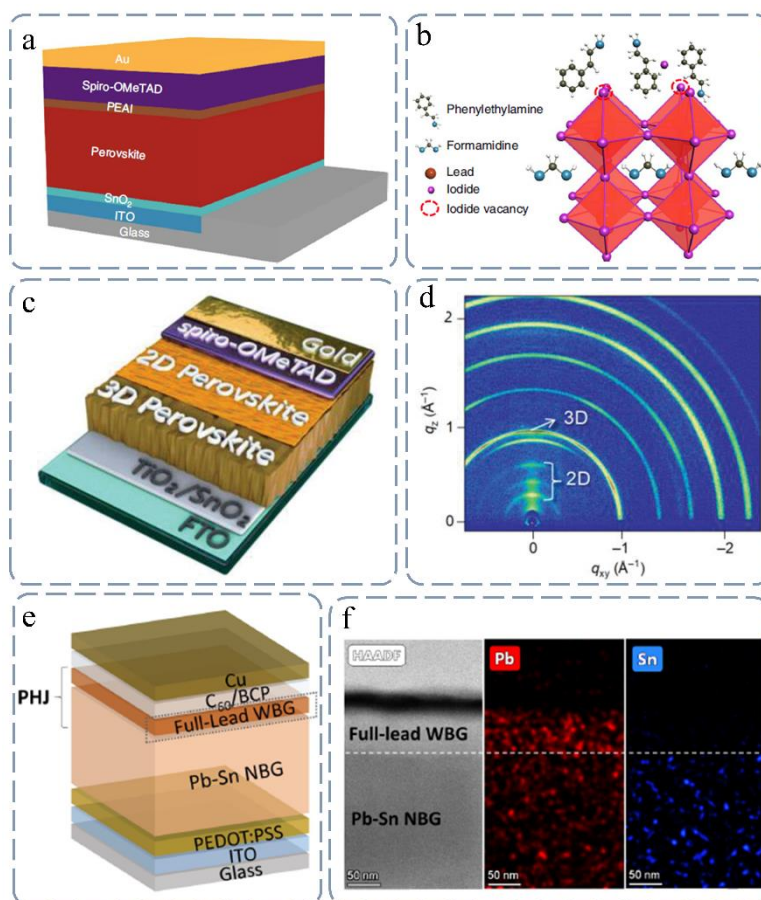 a
Au
Spiro-OMeTAD
PEAI
Perovskite
SnO₂
ITO
Glass
b
Phenylethylamine
Formamidine
Lead
Iodide
Iodide vacancy
c
Gold
spiro-OMeTAD
2D Perovskite
3D Perovskite
TiO₂/SnO₂
FTO
d
2
1
0
q_z (Å⁻¹)
3D
2D
0
−1
−2
q_xy (Å⁻¹)
e
PHJ
Cu
C₆₀/BCP
Full-Lead WBG
Pb-Sn NBG
PEDOT:PSS
ITO
Glass
f
HAADF
Full-lead WBG
Pb-Sn NBG
50 nm
Pb
50 nm
Sn
50 nm